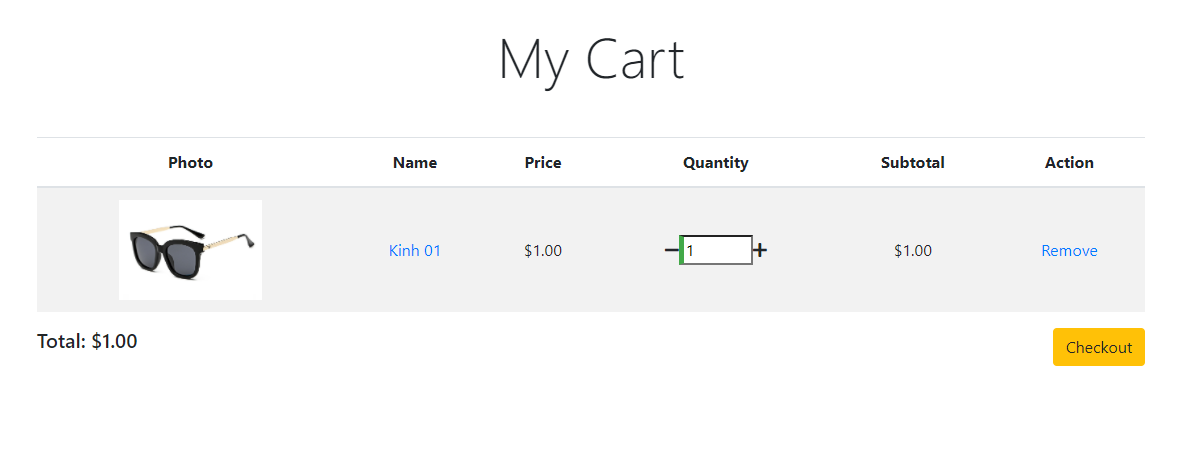 My Cart
Photo Name Price Quantity Subtotal Action
Kinh 01 $1.00 − 1 + $1.00 Remove
Total: $1.00 Checkout